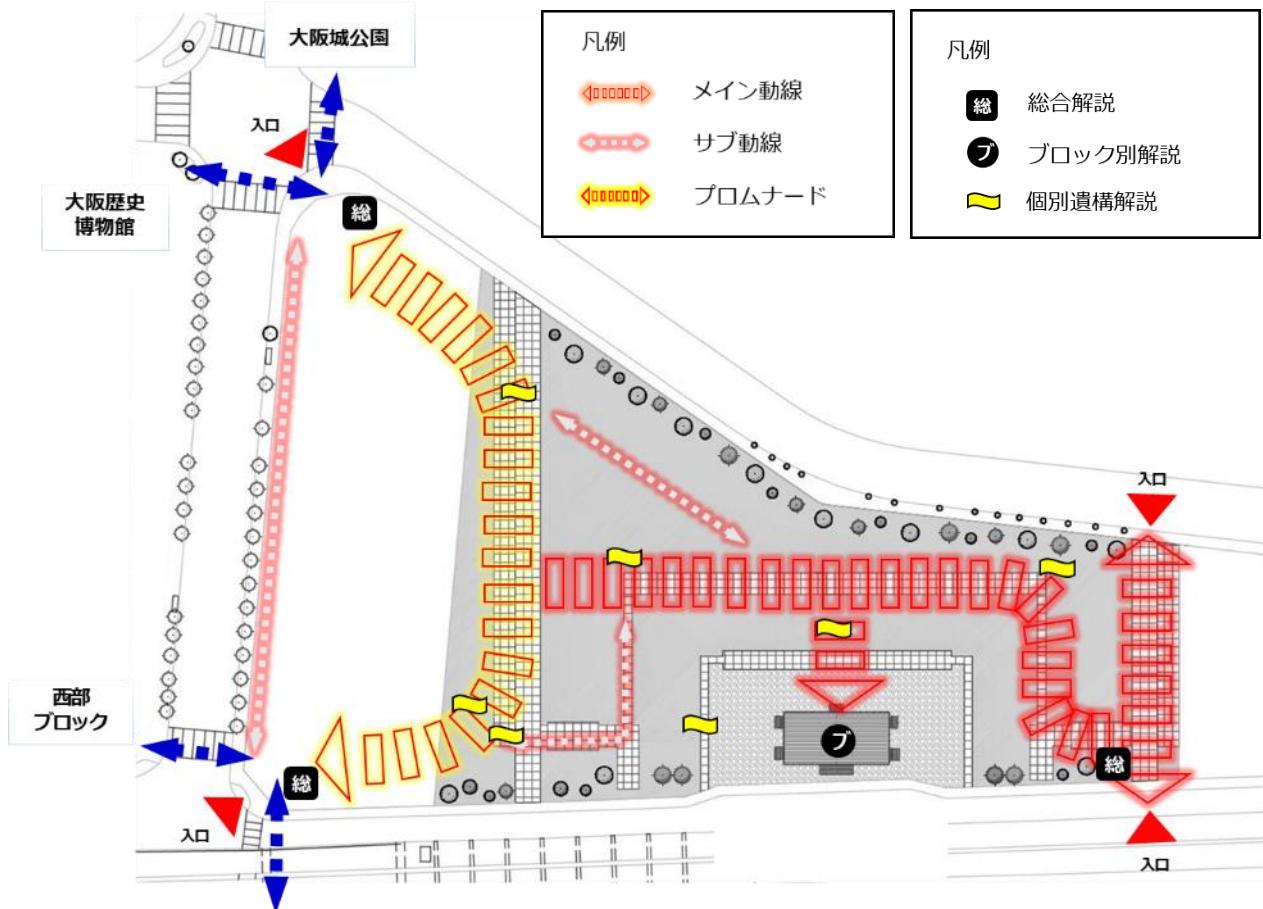 大阪城公園
入口
大阪歴史
博物館
総
凡例
メイン動線
サブ動線
プロムナード
凡例
総 総合解説
ブ ブロック別解説
個別遺構解説
入口
西部
ブロック
ブ
総
総
入口
入口